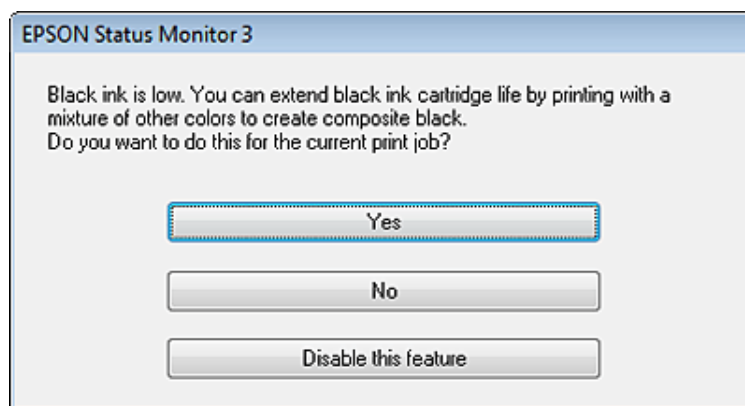 EPSON Status Monitor 3
Black ink is low. You can extend black ink cartridge life by printing with a
mixture of other colors to create composite black.
Do you want to do this for the current print job?
Yes
No
Disable this feature